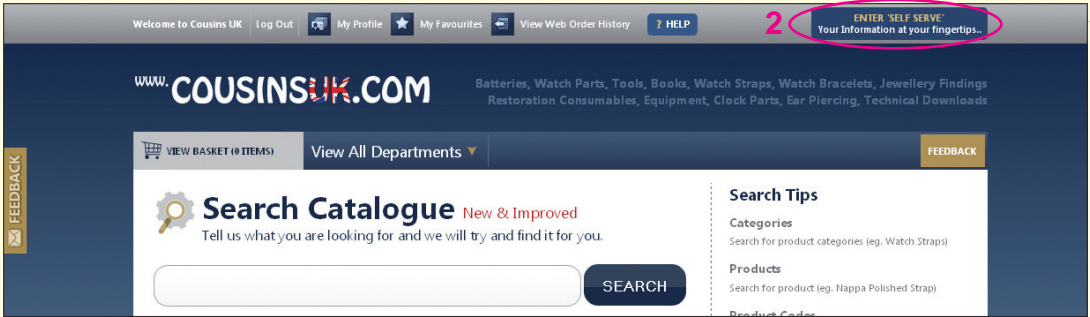 Welcome to Cousins UK Log Out My Profile My Favourites View Web Order History ? HELP
2
ENTER 'SELF SERVE'
Your Information at your fingertips..
www.COUSINSUK.COM
Batteries, Watch Parts, Tools, Books, Watch Straps, Watch Bracelets, Jewellery Findings
Restoration Consumables, Equipment, Clock Parts, Ear Piercing, Technical Downloads
VIEW BASKET (0 ITEMS) View All Departments FEEDBACK
FEEDBACK
Search Catalogue New & Improved
Tell us what you are looking for and we will try and find it for you.
SEARCH
Search Tips
Categories
Search for product categories (eg. Watch Straps)
Products
Search for product (eg. Nappa Polished Strap)
Product Codes